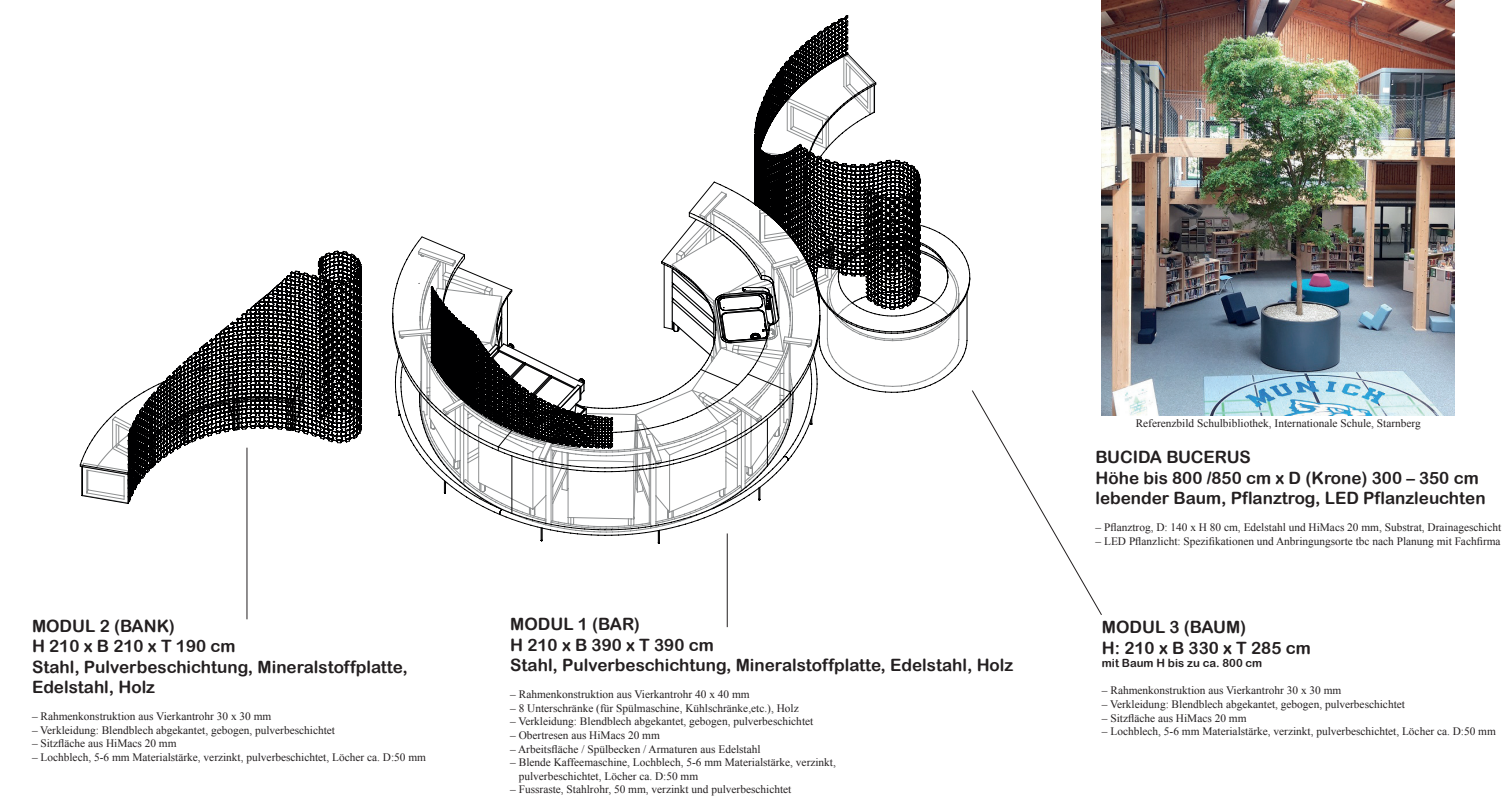 MUNICH
Referenzbild Schulbibliothek, Internationale Schule, Starnberg
BUCIDA BUCERUS
Höhe bis 800 /850 cm x D (Krone) 300 – 350 cm
lebender Baum, Pflanztrog, LED Pflanzleuchten
– Pflanztrog, D: 140 x H 80 cm, Edelstahl und HiMacs 20 mm, Substrat, Drainageschicht
– LED Pflanzlicht: Spezifikationen und Anbringungsorte tbc nach Planung mit Fachfirma
MODUL 2 (BANK)
H 210 x B 210 x T 190 cm
Stahl, Pulverbeschichtung, Mineralstoffplatte,
Edelstahl, Holz
– Rahmenkonstruktion aus Vierkantrohr 30 x 30 mm
– Verkleidung: Blendblech abgekantet, gebogen, pulverbeschichtet
– Sitzfläche aus HiMacs 20 mm
– Lochblech, 5-6 mm Materialstärke, verzinkt, pulverbeschichtet, Löcher ca. D:50 mm
MODUL 1 (BAR)
H 210 x B 390 x T 390 cm
Stahl, Pulverbeschichtung, Mineralstoffplatte, Edelstahl, Holz
– Rahmenkonstruktion aus Vierkantrohr 40 x 40 mm
– 8 Unterschränke (für Spülmaschine, Kühlschränke,etc.), Holz
– Verkleidung: Blendblech abgekantet, gebogen, pulverbeschichtet
– Obertresen aus HiMacs 20 mm
– Arbeitsfläche / Spülbecken / Armaturen aus Edelstahl
– Blende Kaffeemaschine, Lochblech, 5-6 mm Materialstärke, verzinkt,
pulverbeschichtet, Löcher ca. D:50 mm
– Fussraste, Stahlrohr, 50 mm, verzinkt und pulverbeschichtet
MODUL 3 (BAUM)
H: 210 x B 330 x T 285 cm
mit Baum H bis zu ca. 800 cm
– Rahmenkonstruktion aus Vierkantrohr 30 x 30 mm
– Verkleidung: Blendblech abgekantet, gebogen, pulverbeschichtet
– Sitzfläche aus HiMacs 20 mm
– Lochblech, 5-6 mm Materialstärke, verzinkt, pulverbeschichtet, Löcher ca. D:50 mm